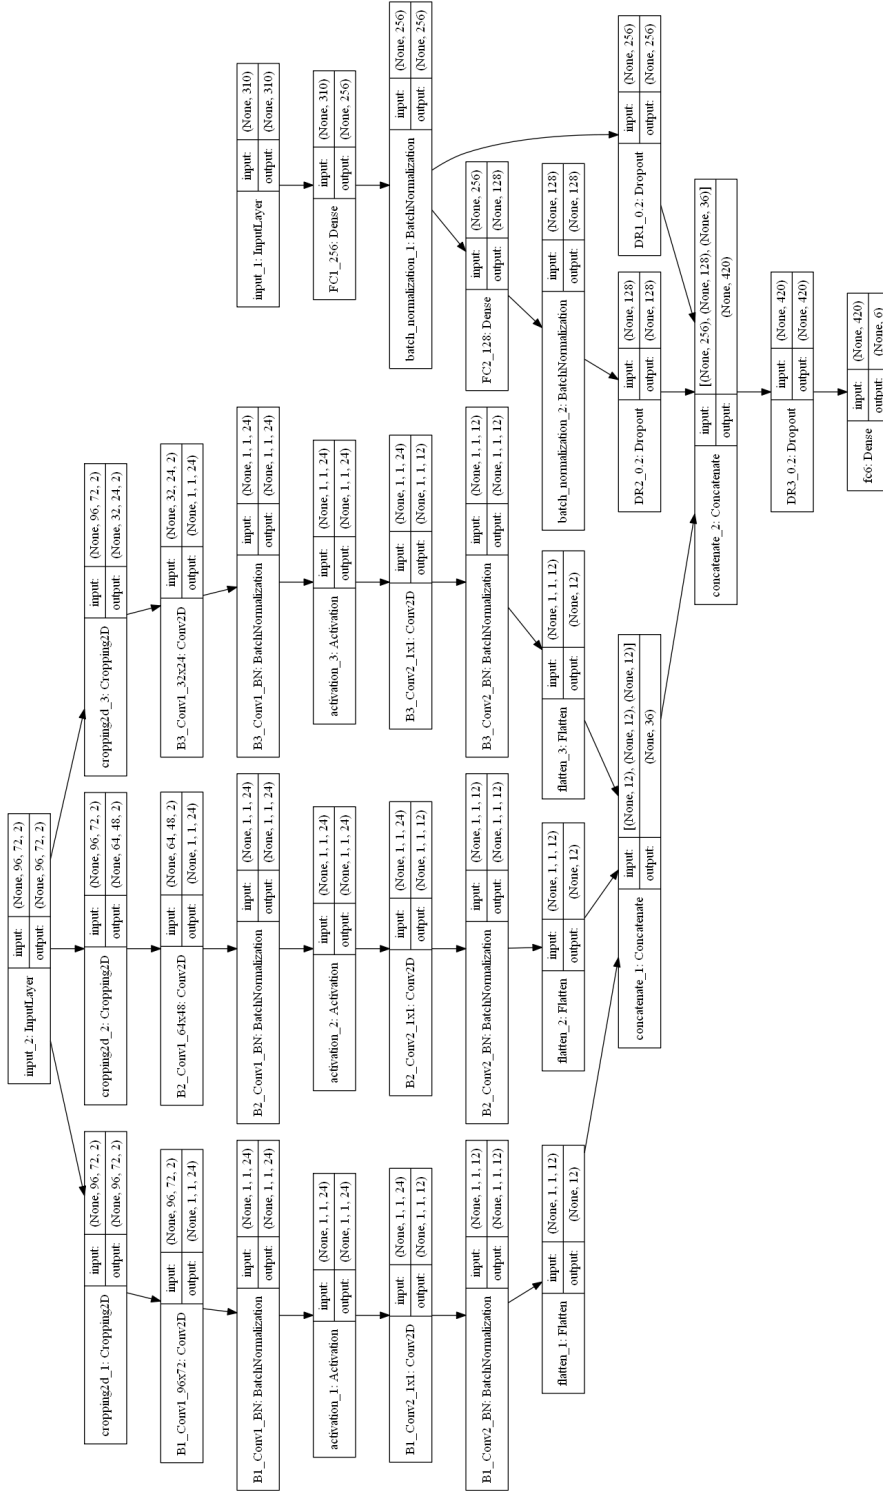 input_2: InputLayer
input:
(None, 96, 72, 2)
output:
(None, 96, 72, 2)
cropping2d_1: Cropping2D
input:
(None, 96, 72, 2)
output:
(None, 96, 72, 2)
cropping2d_2: Cropping2D
input:
(None, 96, 72, 2)
output:
(None, 64, 48, 2)
cropping2d_3: Cropping2D
input:
(None, 96, 72, 2)
output:
(None, 32, 24, 2)
B1_Conv1_96x72: Conv2D
input:
(None, 96, 72, 2)
output:
(None, 1, 1, 24)
B2_Conv1_64x48: Conv2D
input:
(None, 64, 48, 2)
output:
(None, 1, 1, 24)
B3_Conv1_32x24: Conv2D
input:
(None, 32, 24, 2)
output:
(None, 1, 1, 24)
B1_Conv1_BN: BatchNormalization
input:
(None, 1, 1, 24)
output:
(None, 1, 1, 24)
B2_Conv1_BN: BatchNormalization
input:
(None, 1, 1, 24)
output:
(None, 1, 1, 24)
B3_Conv1_BN: BatchNormalization
input:
(None, 1, 1, 24)
output:
(None, 1, 1, 24)
input_1: InputLayer
input:
(None, 310)
output:
(None, 310)
activation_1: Activation
input:
(None, 1, 1, 24)
output:
(None, 1, 1, 24)
activation_2: Activation
input:
(None, 1, 1, 24)
output:
(None, 1, 1, 24)
activation_3: Activation
input:
(None, 1, 1, 24)
output:
(None, 1, 1, 24)
FC1_256: Dense
input:
(None, 310)
output:
(None, 256)
B1_Conv2_1x1: Conv2D
input:
(None, 1, 1, 24)
output:
(None, 1, 1, 12)
B2_Conv2_1x1: Conv2D
input:
(None, 1, 1, 24)
output:
(None, 1, 1, 12)
B3_Conv2_1x1: Conv2D
input:
(None, 1, 1, 24)
output:
(None, 1, 1, 12)
batch_normalization_1: BatchNormalization
input:
(None, 256)
output:
(None, 256)
B1_Conv2_BN: BatchNormalization
input:
(None, 1, 1, 12)
output:
(None, 1, 1, 12)
B2_Conv2_BN: BatchNormalization
input:
(None, 1, 1, 12)
output:
(None, 1, 1, 12)
B3_Conv2_BN: BatchNormalization
input:
(None, 1, 1, 12)
output:
(None, 1, 1, 12)
FC2_128: Dense
input:
(None, 256)
output:
(None, 128)
flatten_1: Flatten
input:
(None, 1, 1, 12)
output:
(None, 12)
flatten_2: Flatten
input:
(None, 1, 1, 12)
output:
(None, 12)
flatten_3: Flatten
input:
(None, 1, 1, 12)
output:
(None, 12)
batch_normalization_2: BatchNormalization
input:
(None, 128)
output:
(None, 128)
concatenate_1: Concatenate
input:
[(None, 12), (None, 12), (None, 12)]
output:
(None, 36)
DR2_0.2: Dropout
input:
(None, 128)
output:
(None, 128)
DR1_0.2: Dropout
input:
(None, 256)
output:
(None, 256)
concatenate_2: Concatenate
input:
[(None, 256), (None, 128), (None, 36)]
output:
(None, 420)
DR3_0.2: Dropout
input:
(None, 420)
output:
(None, 420)
fc6: Dense
input:
(None, 420)
output:
(None, 6)